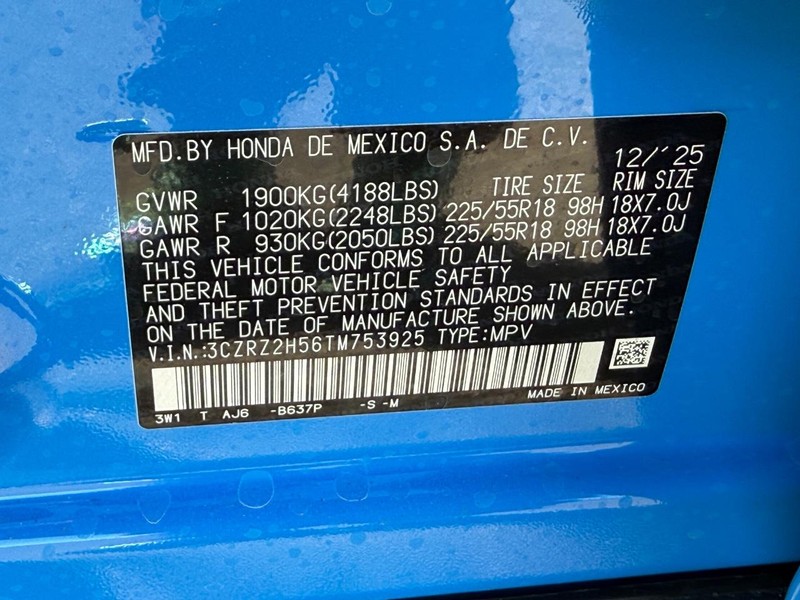 MFD.BY HONDA DE MEXICO S.A. DE C.V.
12/'25
GVWR 1900KG(4188LBS) TIRE SIZE RIM SIZE
GAWR F 1020KG(2248LBS) 225/55R18 98H 18X7.0J
GAWR R 930KG(2050LBS) 225/55R18 98H 18X7.0J
THIS VEHICLE CONFORMS TO ALL APPLICABLE
FEDERAL MOTOR VEHICLE SAFETY
AND THEFT PREVENTION STANDARDS IN EFFECT
ON THE DATE OF MANUFACTURE SHOWN ABOVE.
V.I.N.:3CZRZ2H56TM753925 TYPE:MPV
MADE IN MEXICO
3W1 T AJ6 -B637P -S -M